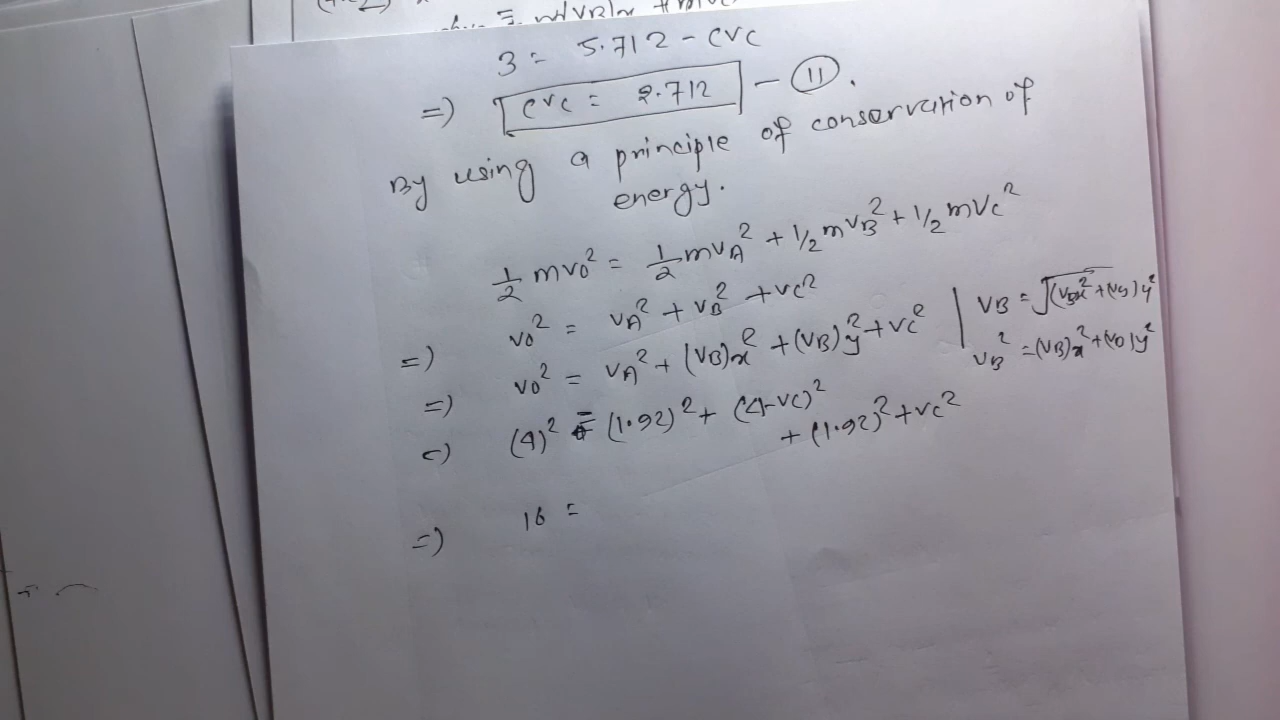 3 = 5.712 - cvc
=) cvc = 2.712 - (11).
By using a principle of conservation of
energy.
1/2 mv0² = 1/2 mvA² + 1/2 mvB² + 1/2 mvc²
=) v0² = vA² + vB² + vc²
=) v0² = vA² + (vB)x² + (vB)y² + vc² | vB = √(vB)x² + (vB)y²
vB² = (vB)x² + (vB)y²
=) (4)² = (1.92)² + (4-vc)²
+ (1.92)² + vc²
=) 16 =